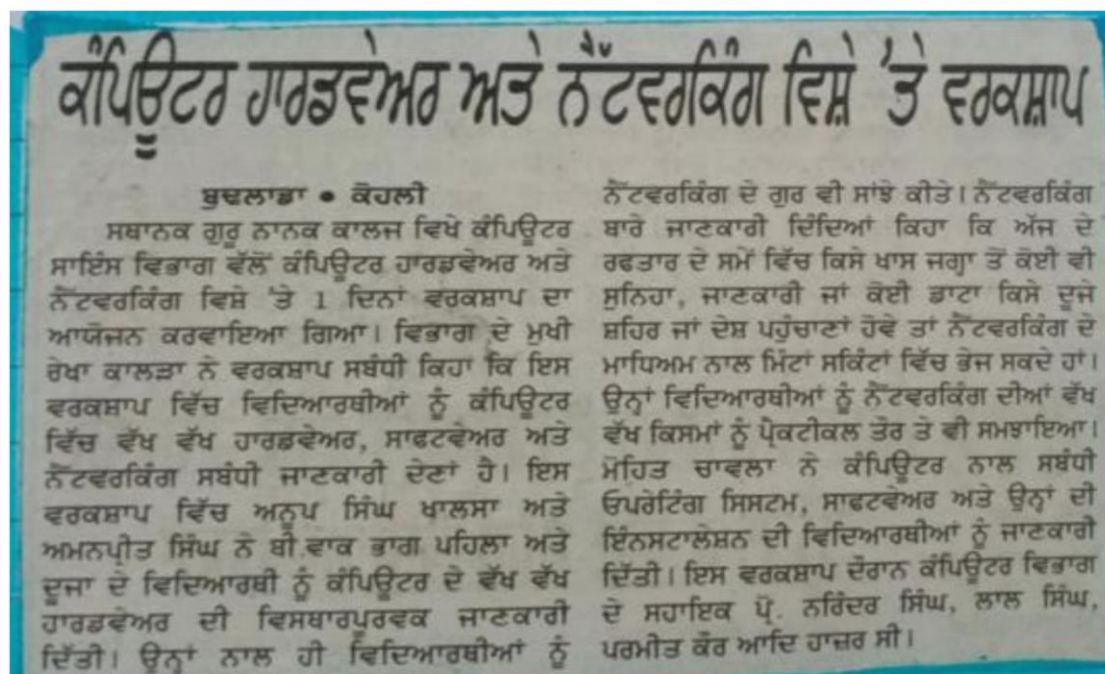 ਕੰਪਿਊਟਰ ਹਾਰਡਵੇਅਰ ਅਤੇ ਨੈੱਟਵਰਕਿੰਗ ਵਿਸ਼ੇ 'ਤੇ ਵਰਕਸ਼ਾਪ
ਬੁਢਲਾਡਾ • ਕੋਹਲੀ
ਸਥਾਨਕ ਗੁਰੂ ਨਾਨਕ ਕਾਲਜ ਵਿਖੇ ਕੰਪਿਊਟਰ
ਸਾਇੰਸ ਵਿਭਾਗ ਵੱਲੋਂ ਕੰਪਿਊਟਰ ਹਾਰਡਵੇਅਰ ਅਤੇ
ਨੈੱਟਵਰਕਿੰਗ ਵਿਸ਼ੇ 'ਤੇ 1 ਦਿਨਾਂ ਵਰਕਸ਼ਾਪ ਦਾ
ਆਯੋਜਨ ਕਰਵਾਇਆ ਗਿਆ। ਵਿਭਾਗ ਦੇ ਮੁਖੀ
ਰੇਖਾ ਕਾਲੜਾ ਨੇ ਵਰਕਸ਼ਾਪ ਸਬੰਧੀ ਕਿਹਾਂ ਕਿ ਇਸ
ਵਰਕਸ਼ਾਪ ਵਿੱਚ ਵਿਦਿਆਰਥੀਆਂ ਨੂੰ ਕੰਪਿਊਟਰ
ਵਿੱਚ ਵੱਖ ਵੱਖ ਹਾਰਡਵੇਅਰ, ਸਾਫਟਵੇਅਰ ਅਤੇ
ਨੈੱਟਵਰਕਿੰਗ ਸਬੰਧੀ ਜਾਣਕਾਰੀ ਦੇਣਾਂ ਹੈ। ਇਸ
ਵਰਕਸ਼ਾਪ ਵਿੱਚ ਅਨੂਪ ਸਿੰਘ ਖਾਲਸਾ ਅਤੇ
ਅਮਨਪ੍ਰੀਤ ਸਿੰਘ ਨੇ ਬੀ.ਵਾਕ ਭਾਗ ਪਹਿਲਾ ਅਤੇ
ਦੂਜਾ ਦੇ ਵਿਦਿਆਰਥੀ ਨੂੰ ਕੰਪਿਊਟਰ ਦੇ ਵੱਖ ਵੱਖ
ਹਾਰਡਵੇਅਰ ਦੀ ਵਿਸਥਾਰਪੂਰਵਕ ਜਾਣਕਾਰੀ
ਦਿੱਤੀ। ਉਨ੍ਹਾਂ ਨਾਲ ਹੀ ਵਿਦਿਆਰਥੀਆਂ ਨੂੰ
ਨੈੱਟਵਰਕਿੰਗ ਦੇ ਗੁਰ ਵੀ ਸਾਂਝੇ ਕੀਤੇ। ਨੈੱਟਵਰਕਿੰਗ
ਬਾਰੇ ਜਾਣਕਾਰੀ ਦਿੰਦਿਆਂ ਕਿਹਾ ਕਿ ਅੱਜ ਦੇ
ਰਫਤਾਰ ਦੇ ਸਮੇਂ ਵਿੱਚ ਕਿਸੇ ਖਾਸ ਜਗ੍ਹਾ ਤੋਂ ਕੋਈ ਵੀ
ਸੁਨਿਹਾ, ਜਾਣਕਾਰੀ ਜਾਂ ਕੋਈ ਡਾਟਾ ਕਿਸੇ ਦੂਜੇ
ਸ਼ਹਿਰ ਜਾਂ ਦੇਸ਼ ਪਹੁੰਚਾਣਾਂ ਹੋਵੇ ਤਾਂ ਨੈੱਟਵਰਕਿੰਗ ਦੇ
ਮਾਧਿਅਮ ਨਾਲ ਮਿੰਟਾਂ ਸਕਿੰਟਾਂ ਵਿੱਚ ਭੇਜ ਸਕਦੇ ਹਾਂ।
ਉਨ੍ਹਾਂ ਵਿਦਿਆਰਥੀਆਂ ਨੂੰ ਨੈੱਟਵਰਕਿੰਗ ਦੀਆਂ ਵੱਖ
ਵੱਖ ਕਿਸਮਾਂ ਨੂੰ ਪ੍ਰੈਕਟੀਕਲ ਤੌਰ ਤੇ ਵੀ ਸਮਝਾਇਆ।
ਮੋਹਿਤ ਚਾਵਲਾ ਨੇ ਕੰਪਿਊਟਰ ਨਾਲ ਸਬੰਧੀ
ਓਪਰੇਟਿੰਗ ਸਿਸਟਮ, ਸਾਫਟਵੇਅਰ ਅਤੇ ਉਨ੍ਹਾਂ ਦੀ
ਇੰਨਸਟਾਲੇਸ਼ਨ ਦੀ ਵਿਦਿਆਰਥੀਆਂ ਨੂੰ ਜਾਣਕਾਰੀ
ਦਿੱਤੀ। ਇਸ ਵਰਕਸ਼ਾਪ ਦੌਰਾਨ ਕੰਪਿਊਟਰ ਵਿਭਾਗ
ਦੇ ਸਹਾਇਕ ਪ੍ਰੋ. ਨਰਿੰਦਰ ਸਿੰਘ, ਲਾਲ ਸਿੰਘ,
ਪਰਮੀਤ ਕੌਰ ਆਦਿ ਹਾਜ਼ਰ ਸੀ।